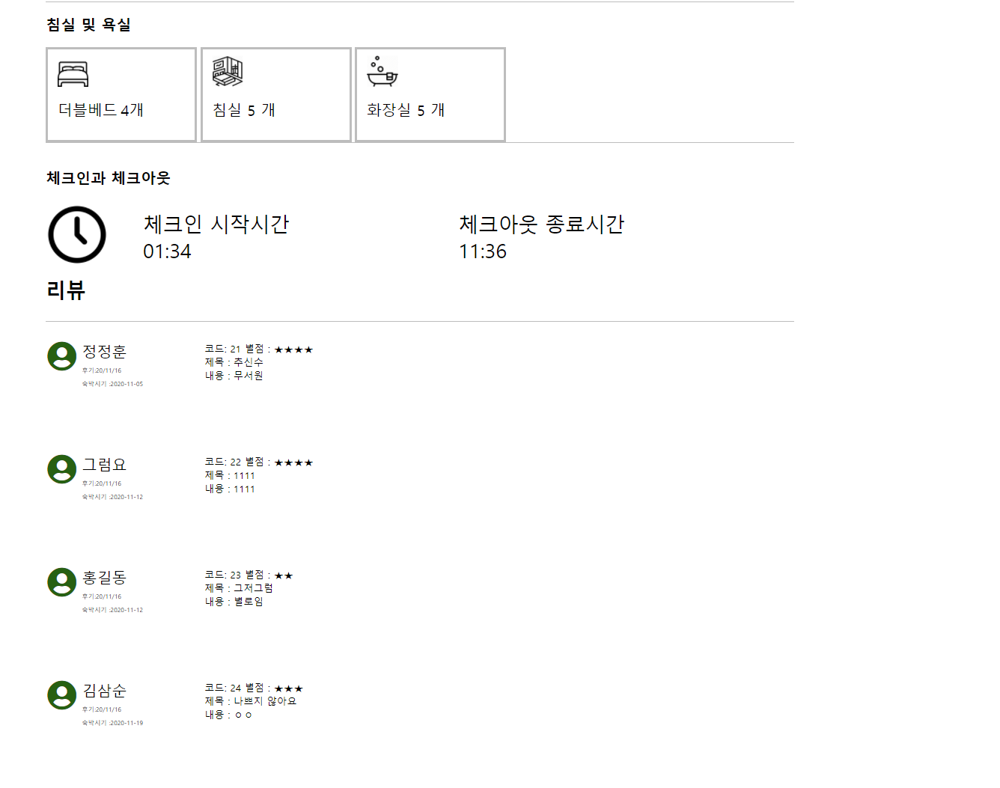 침실 및 욕실
더블베드 4개
침실 5 개
화장실 5 개
체크인과 체크아웃
체크인 시작시간
01:34
체크아웃 종료시간
11:36
리뷰
정정훈
후기:20/11/16
숙박시기 :2020-11-05
코드: 21 별점 : ★★★★
제목 : 추신수
내용 : 무서원
그럼요
후기:20/11/16
숙박시기 :2020-11-12
코드: 22 별점 : ★★★★
제목 : 1111
내용 : 1111
홍길동
후기:20/11/16
숙박시기 :2020-11-12
코드: 23 별점 : ★★
제목 : 그저그럼
내용 : 별로임
김삼순
후기:20/11/16
숙박시기 :2020-11-19
코드: 24 별점 : ★★★
제목 : 나쁘지 않아요
내용 : ㅇㅇ